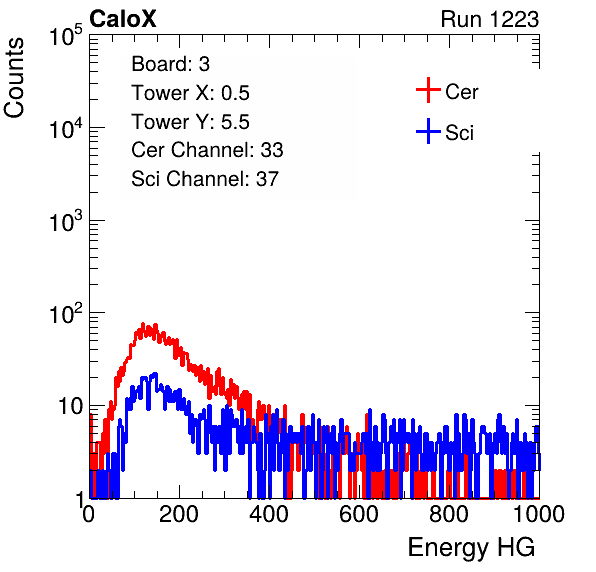 CaloX Run 1223
Counts
10^5
10^4
10^3
10^2
10
1
Board: 3
Tower X: 0.5
Tower Y: 5.5
Cer Channel: 33
Sci Channel: 37
Cer
Sci
0 200 400 600 800 1000
Energy HG